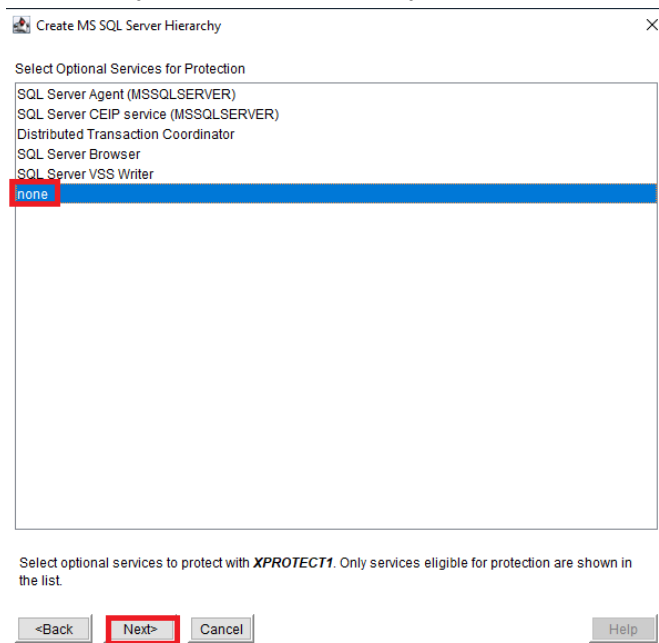 Create MS SQL Server Hierarchy
Select Optional Services for Protection
SQL Server Agent (MSSQLSERVER)
SQL Server CEIP service (MSSQLSERVER)
Distributed Transaction Coordinator
SQL Server Browser
SQL Server VSS Writer
none
Select optional services to protect with XPROTECT1. Only services eligible for protection are shown in
the list.
<Back Next> Cancel Help